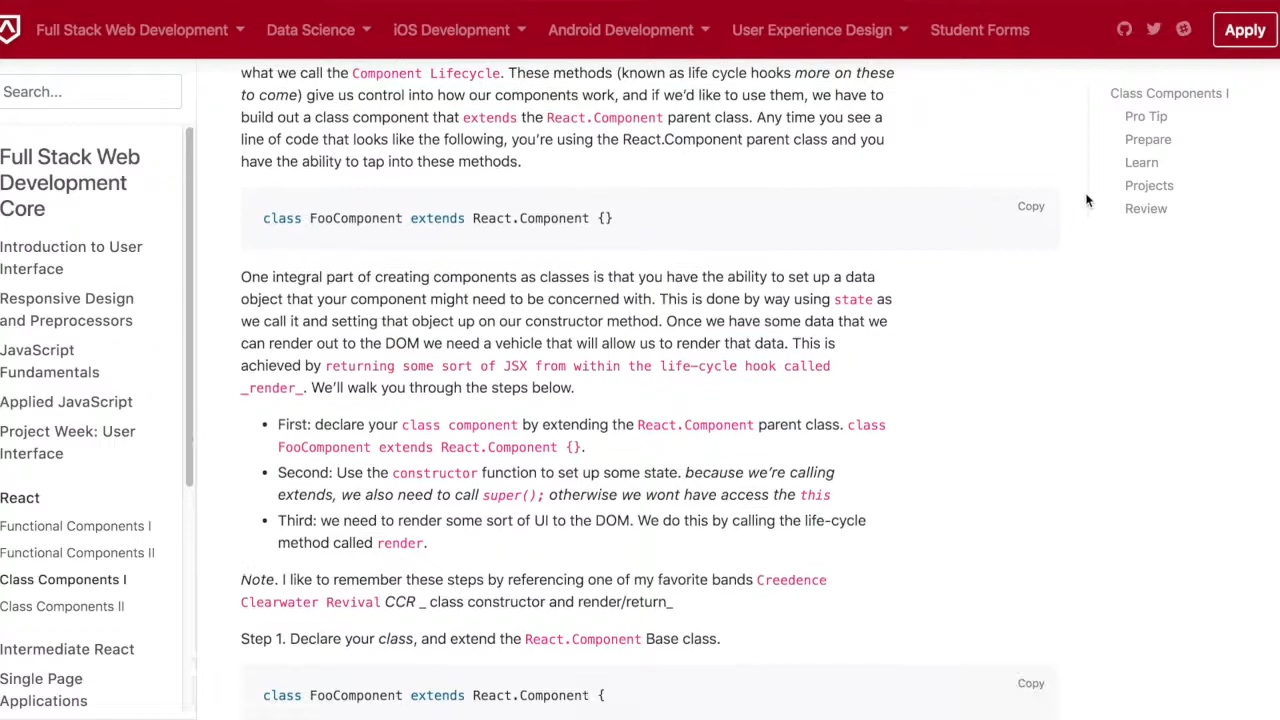 Full Stack Web Development
Data Science
iOS Development
Android Development
User Experience Design
Student Forms
Apply
Search...
Full Stack Web
Development
Core
Introduction to User
Interface
Responsive Design
and Preprocessors
JavaScript
Fundamentals
Applied JavaScript
Project Week: User
Interface
React
Functional Components I
Functional Components II
Class Components I
Class Components II
Intermediate React
Single Page
Applications
what we call the Component Lifecycle. These methods (known as life cycle hooks more on these
to come) give us control into how our components work, and if we’d like to use them, we have to
build out a class component that extends the React.Component parent class. Any time you see a
line of code that looks like the following, you’re using the React.Component parent class and you
have the ability to tap into these methods.
Copy
class FooComponent extends React.Component {}
One integral part of creating components as classes is that you have the ability to set up a data
object that your component might need to be concerned with. This is done by way using state as
we call it and setting that object up on our constructor method. Once we have some data that we
can render out to the DOM we need a vehicle that will allow us to render that data. This is
achieved by returning some sort of JSX from within the life-cycle hook called
_render_. We’ll walk you through the steps below.
• First: declare your class component by extending the React.Component parent class. class
FooComponent extends React.Component {}.
• Second: Use the constructor function to set up some state. because we’re calling
extends, we also need to call super(); otherwise we wont have access the this
• Third: we need to render some sort of UI to the DOM. We do this by calling the life-cycle
method called render.
Note. I like to remember these steps by referencing one of my favorite bands Creedence
Clearwater Revival CCR _ class constructor and render/return_
Step 1. Declare your class, and extend the React.Component Base class.
Copy
class FooComponent extends React.Component {
Class Components I
Pro Tip
Prepare
Learn
Projects
Review